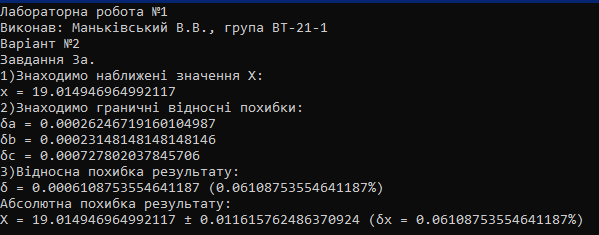 Лабораторна робота №1
Виконав: Маньківський В.В., група ВТ-21-1
Варіант №2
Завдання 3а.
1)Знаходимо наближені значення X:
x = 19.014946964992117
2)Знаходимо граничні відносні похибки:
δa = 0.00026246719160104987
δb = 0.00023148148148148146
δc = 0.000727802037845706
3)Відносна похибка результату:
δ = 0.0006108753554641187 (0.06108753554641187%)
Абсолютна похибка результату:
X = 19.014946964992117 ± 0.011615762486370924 (δx = 0.06108753554641187%)